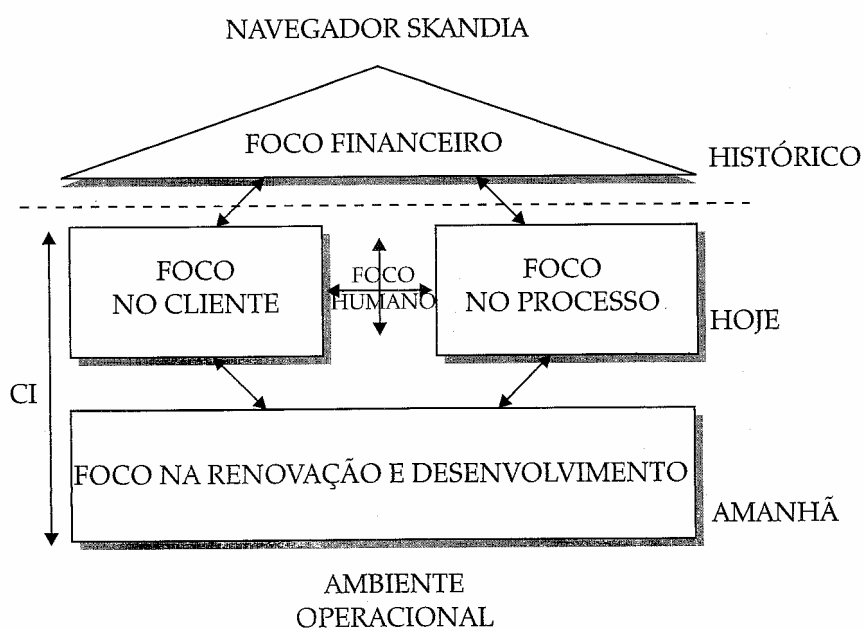 NAVEGADOR SKANDIA
FOCO FINANCEIRO
HISTÓRICO
FOCO
NO CLIENTE
FOCO
HUMANO
FOCO
NO PROCESSO
HOJE
CI
FOCO NA RENOVAÇÃO E DESENVOLVIMENTO
AMANHÃ
AMBIENTE
OPERACIONAL